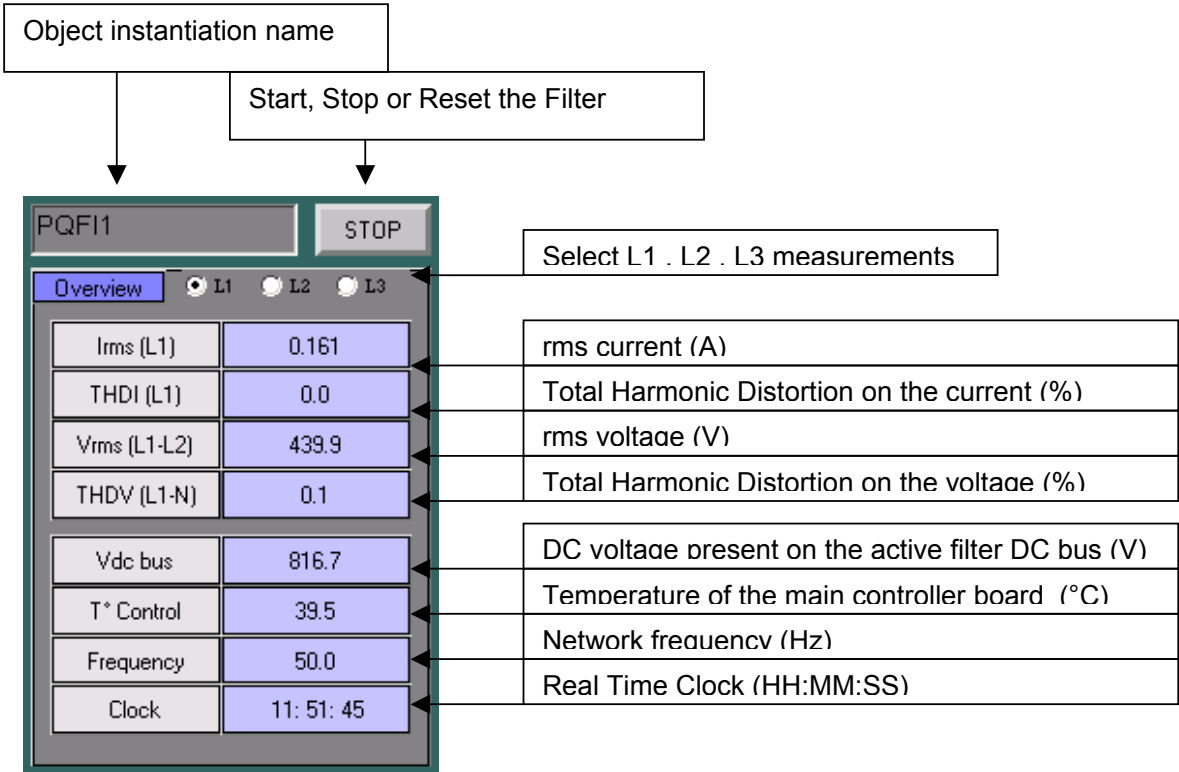 Object instantiation name
Start, Stop or Reset the Filter
PQFI1
STOP
Select L1 , L2 , L3 measurements
Overview L1 L2 L3
Irms (L1) 0.161
rms current (A)
THDI (L1) 0.0
Total Harmonic Distortion on the current (%)
Vrms (L1-L2) 439.9
rms voltage (V)
THDV (L1-N) 0.1
Total Harmonic Distortion on the voltage (%)
Vdc bus 816.7
DC voltage present on the active filter DC bus (V)
T° Control 39.5
Temperature of the main controller board (°C)
Frequency 50.0
Network frequency (Hz)
Clock 11: 51: 45
Real Time Clock (HH:MM:SS)